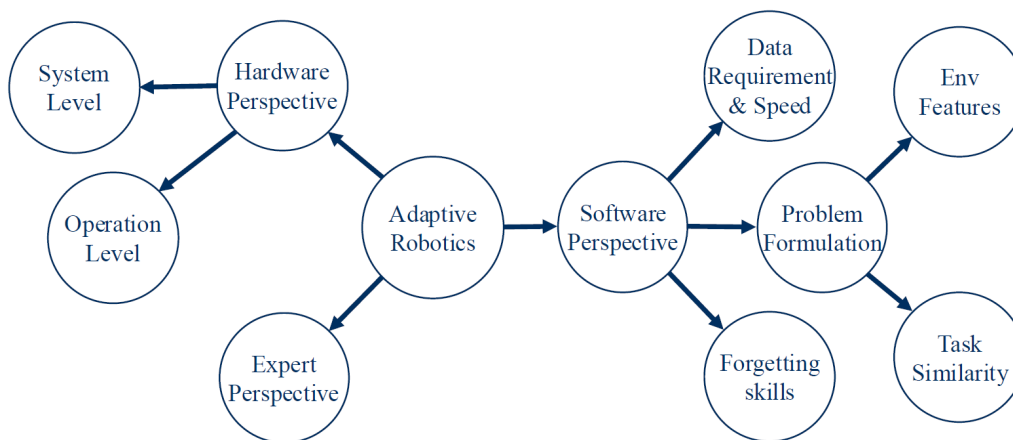 System
Level
Hardware
Perspective
Operation
Level
Adaptive
Robotics
Expert
Perspective
Software
Perspective
Data
Requirement
& Speed
Problem
Formulation
Forgetting
skills
Env
Features
Task
Similarity